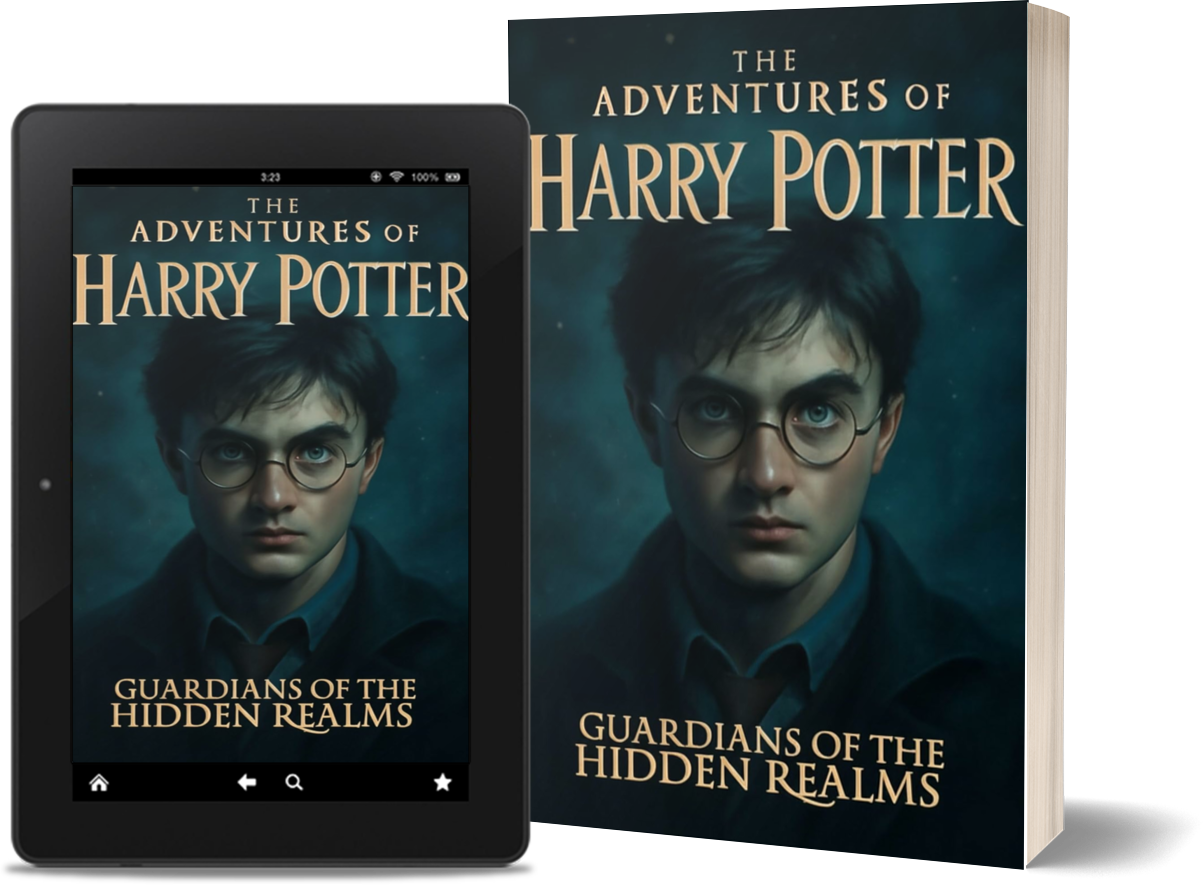 3:23
100%
THE
ADVENTURES OF
HARRY POTTER
GUARDIANS OF THE
HIDDEN REALMS
THE
ADVENTURES OF
HARRY POTTER
GUARDIANS OF THE
HIDDEN REALMS